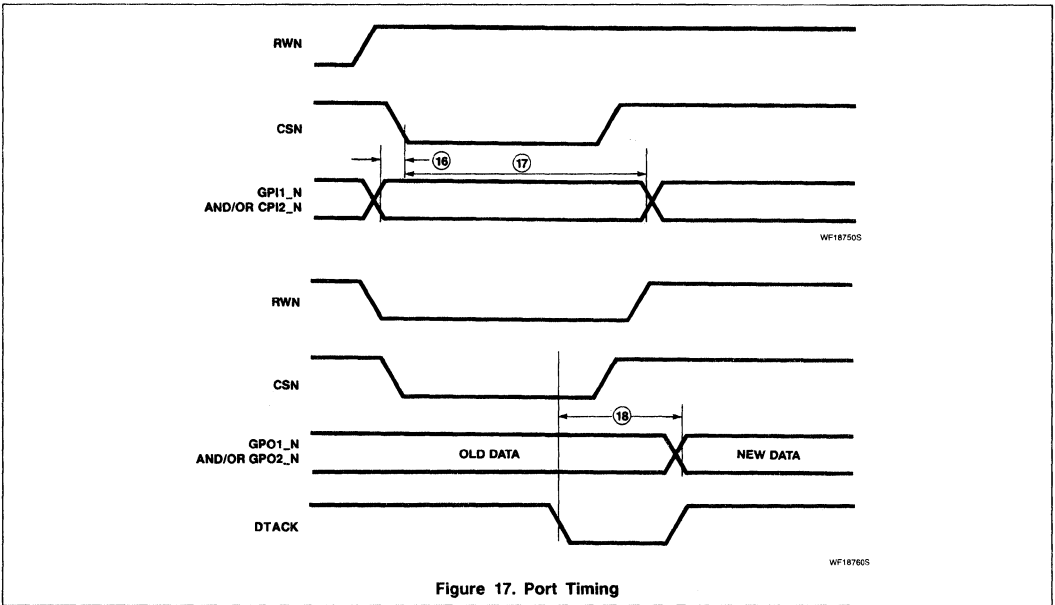 RWN
CSN
16
17
GPI1_N
AND/OR CPI2_N
WF18750S
RWN
CSN
18
GPO1_N
AND/OR GPO2_N
OLD DATA
NEW DATA
DTACK
WF18760S
Figure 17. Port Timing